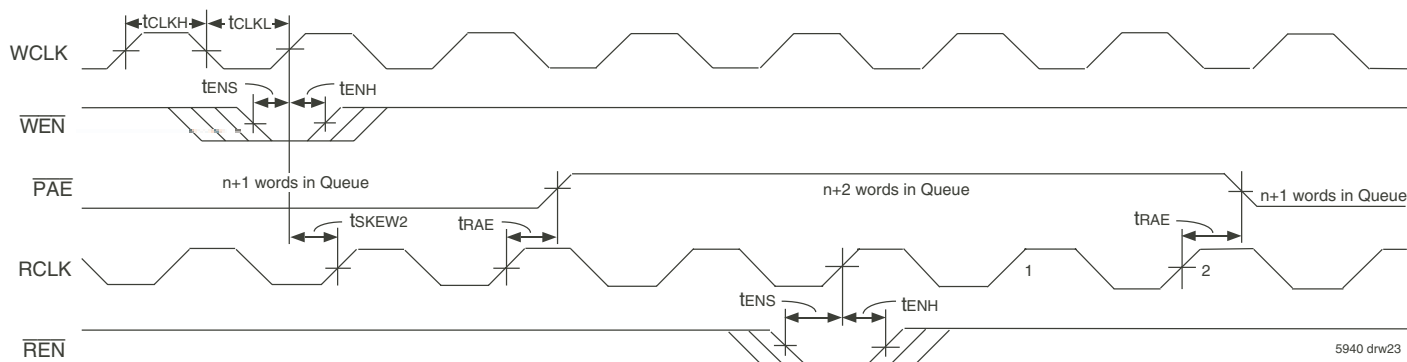 tCLKH tCLKL
WCLK
tENS tENH
WEN
n+1 words in Queue
PAE
n+2 words in Queue
n+1 words in Queue
tSKEW2
tRAE
tRAE
RCLK
1
2
tENS tENH
REN
5940 drw23